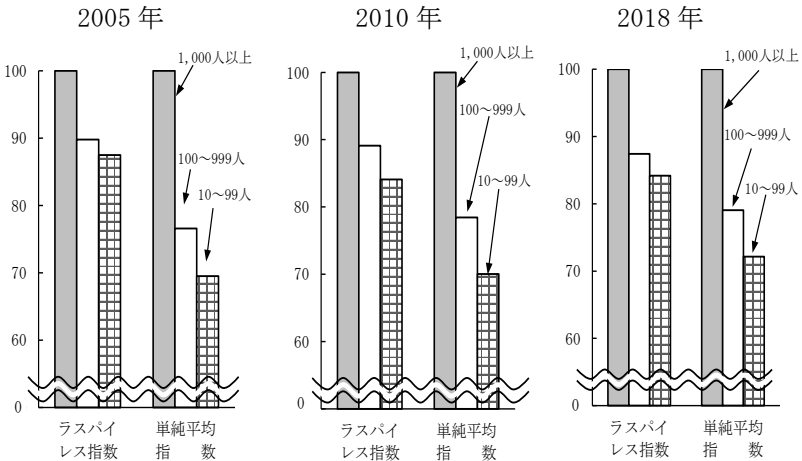 2005 年
1,000人以上
100
90
100～999人
10～99人
80
70
60
0
ラスパイ
レス指数
単純平均
指 数
2010 年
1,000人以上
100
100～999人
90
10～99人
80
70
60
0
ラスパイ
レス指数
単純平均
指 数
2018 年
1,000人以上
100
90
100～999人
10～99人
80
70
60
0
ラスパイ
レス指数
単純平均
指 数